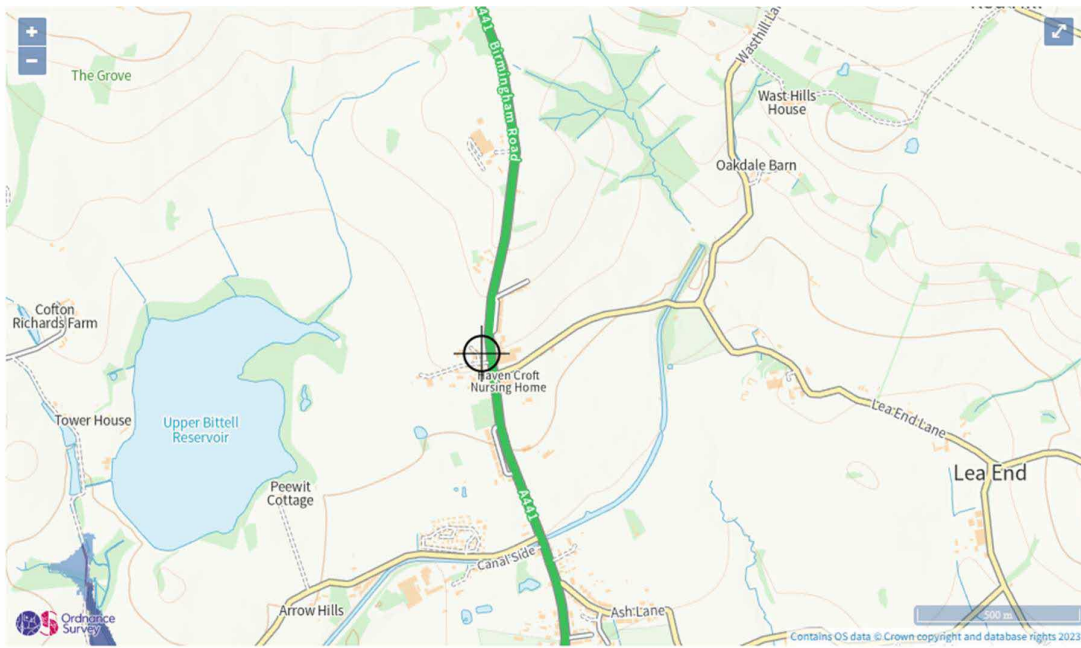 +
−
A441 Birmingham Road
The Grove
Wasthill La
Wast Hills
House
Oakdale Barn
Cofton
Richards Farm
Haven Croft
Nursing Home
Tower House
Upper Bittell
Reservoir
Lea End Lane
Lea End
Peewit
Cottage
A441
Canal Side
Arrow Hills
Ash Lane
Ordnance
Survey
500 m
Contains OS data © Crown copyright and database rights 2023